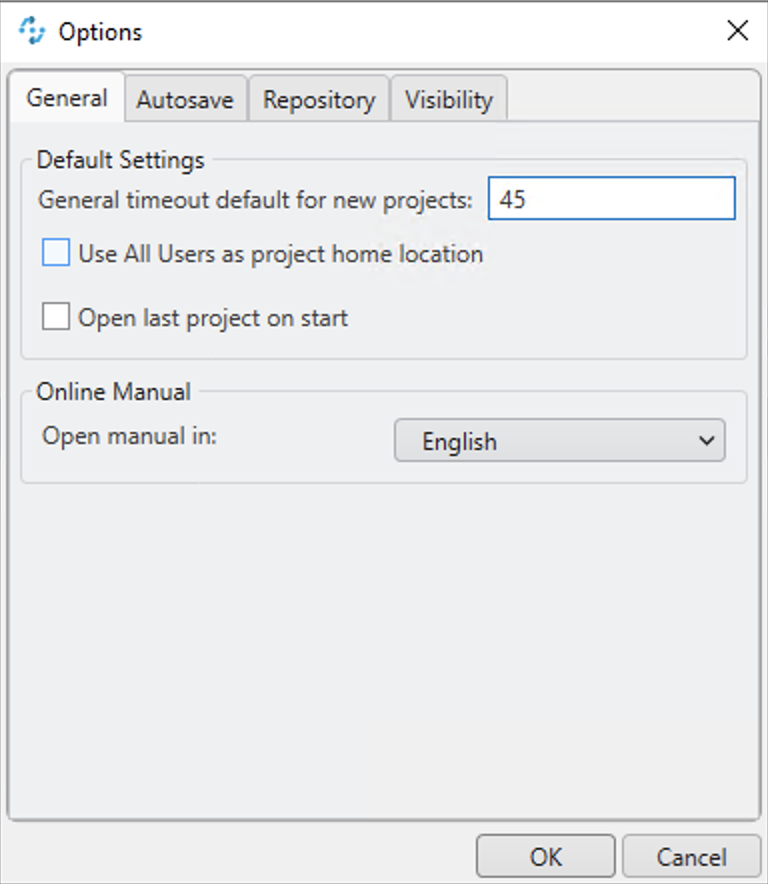 Options
General Autosave Repository Visibility
Default Settings
General timeout default for new projects: 45
Use All Users as project home location
Open last project on start
Online Manual
Open manual in: English
OK Cancel